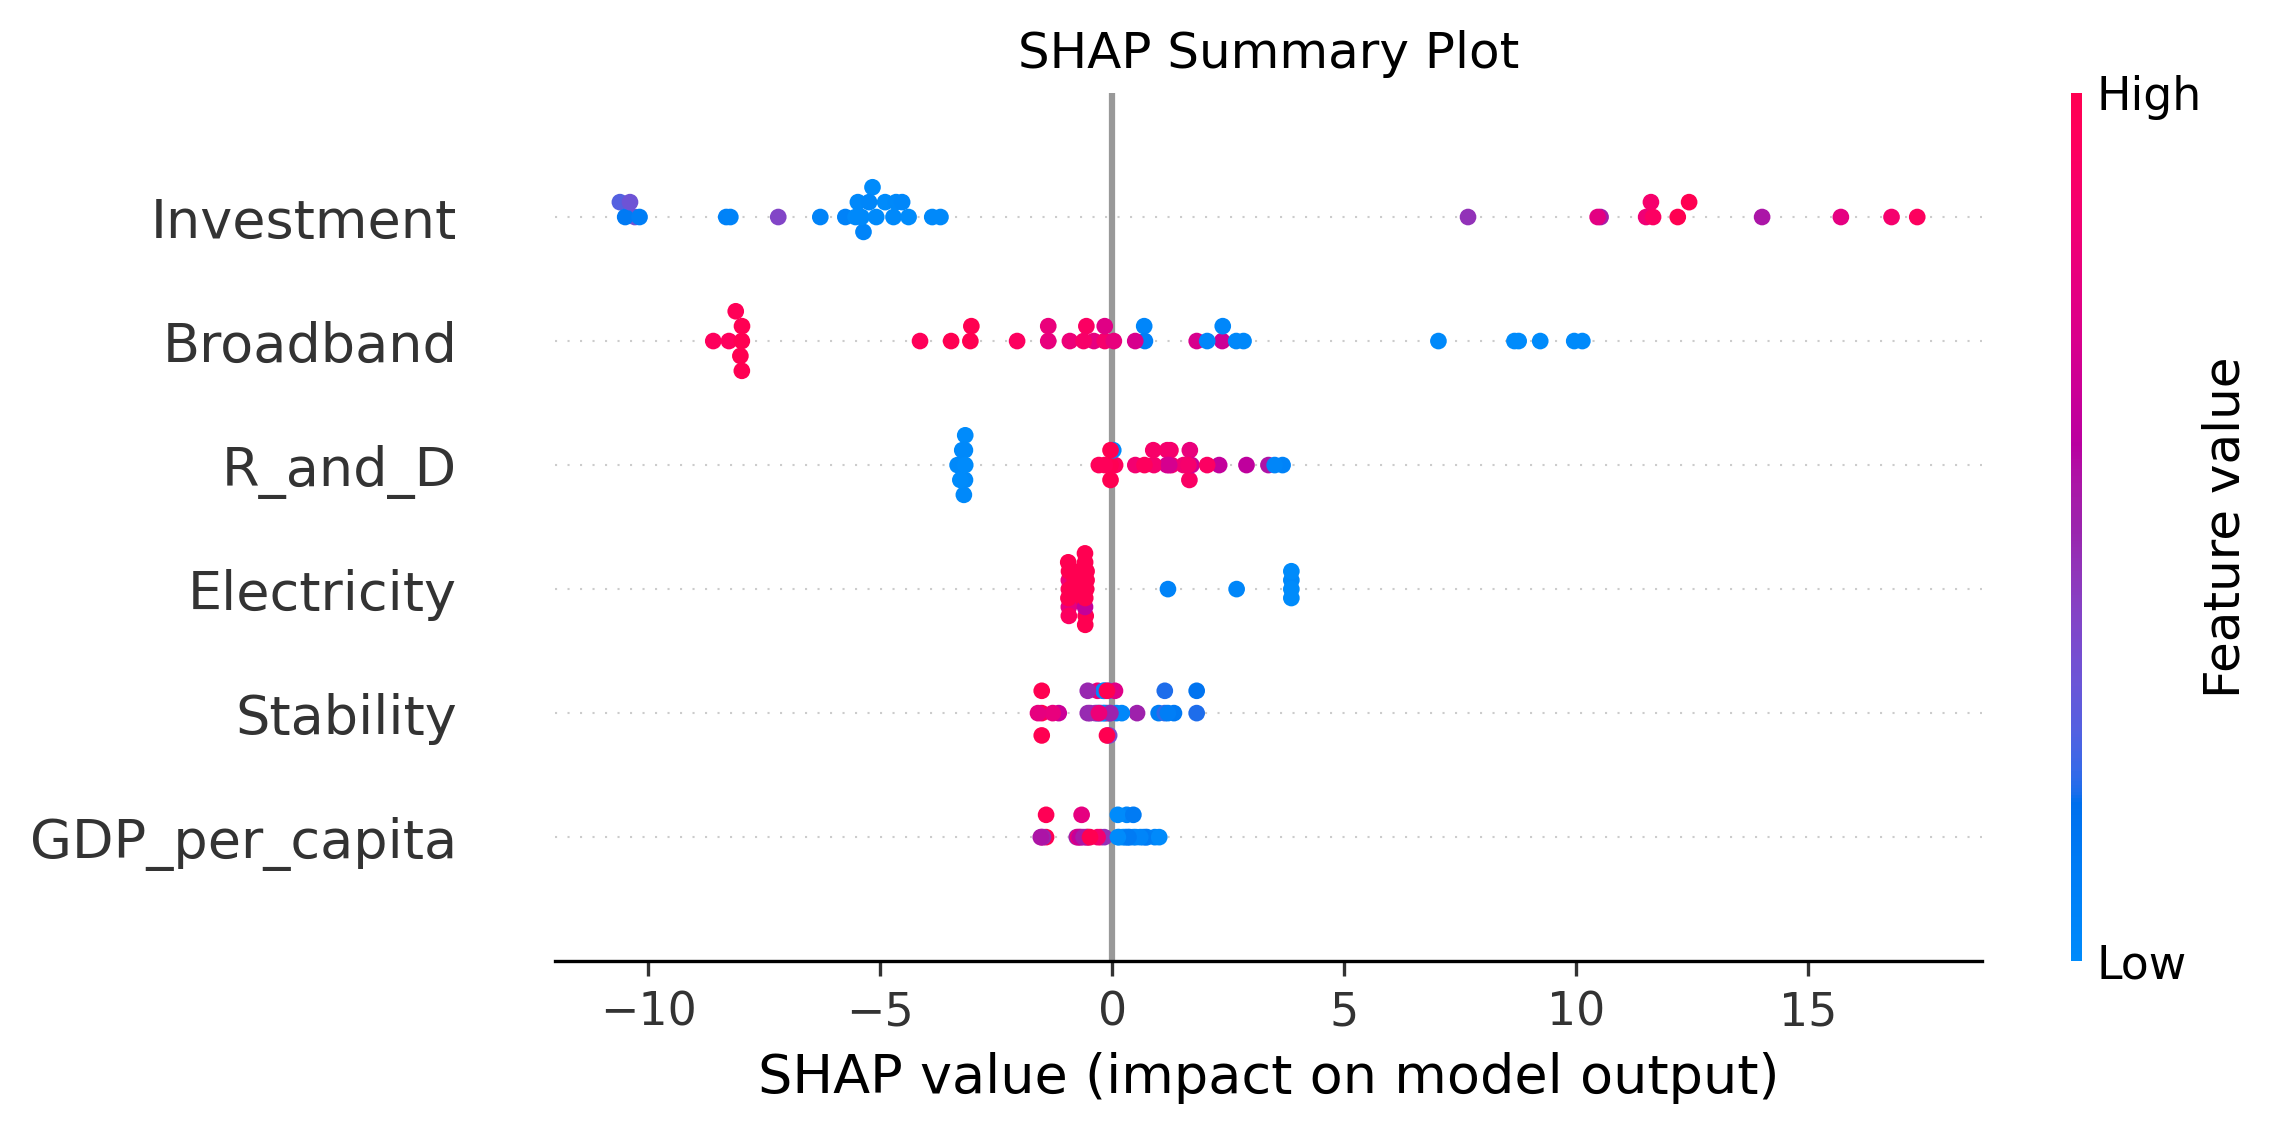 SHAP Summary Plot
High
Investment
Broadband
R_and_D
Electricity
Stability
GDP_per_capita
Feature value
Low
−10 −5 0 5 10 15
SHAP value (impact on model output)